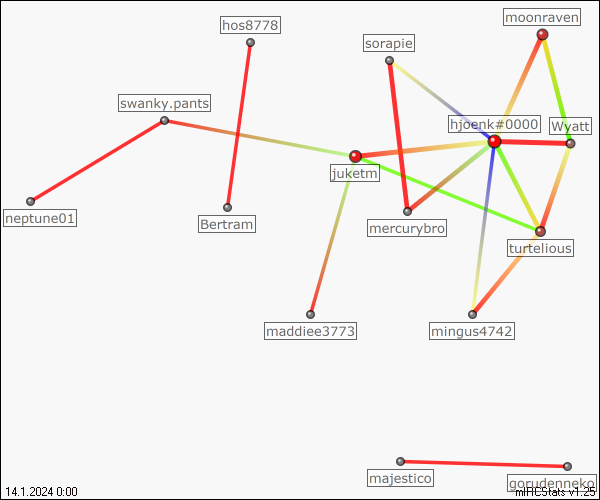 moonraven
hos8778
sorapie
swanky.pants
hjoenk#0000
Wyatt
juketm
neptune01
Bertram
mercurybro
turtelious
maddiee3773
mingus4742
majestico
gorudenneko
14.1.2024 0:00
mIRCStats v1.25